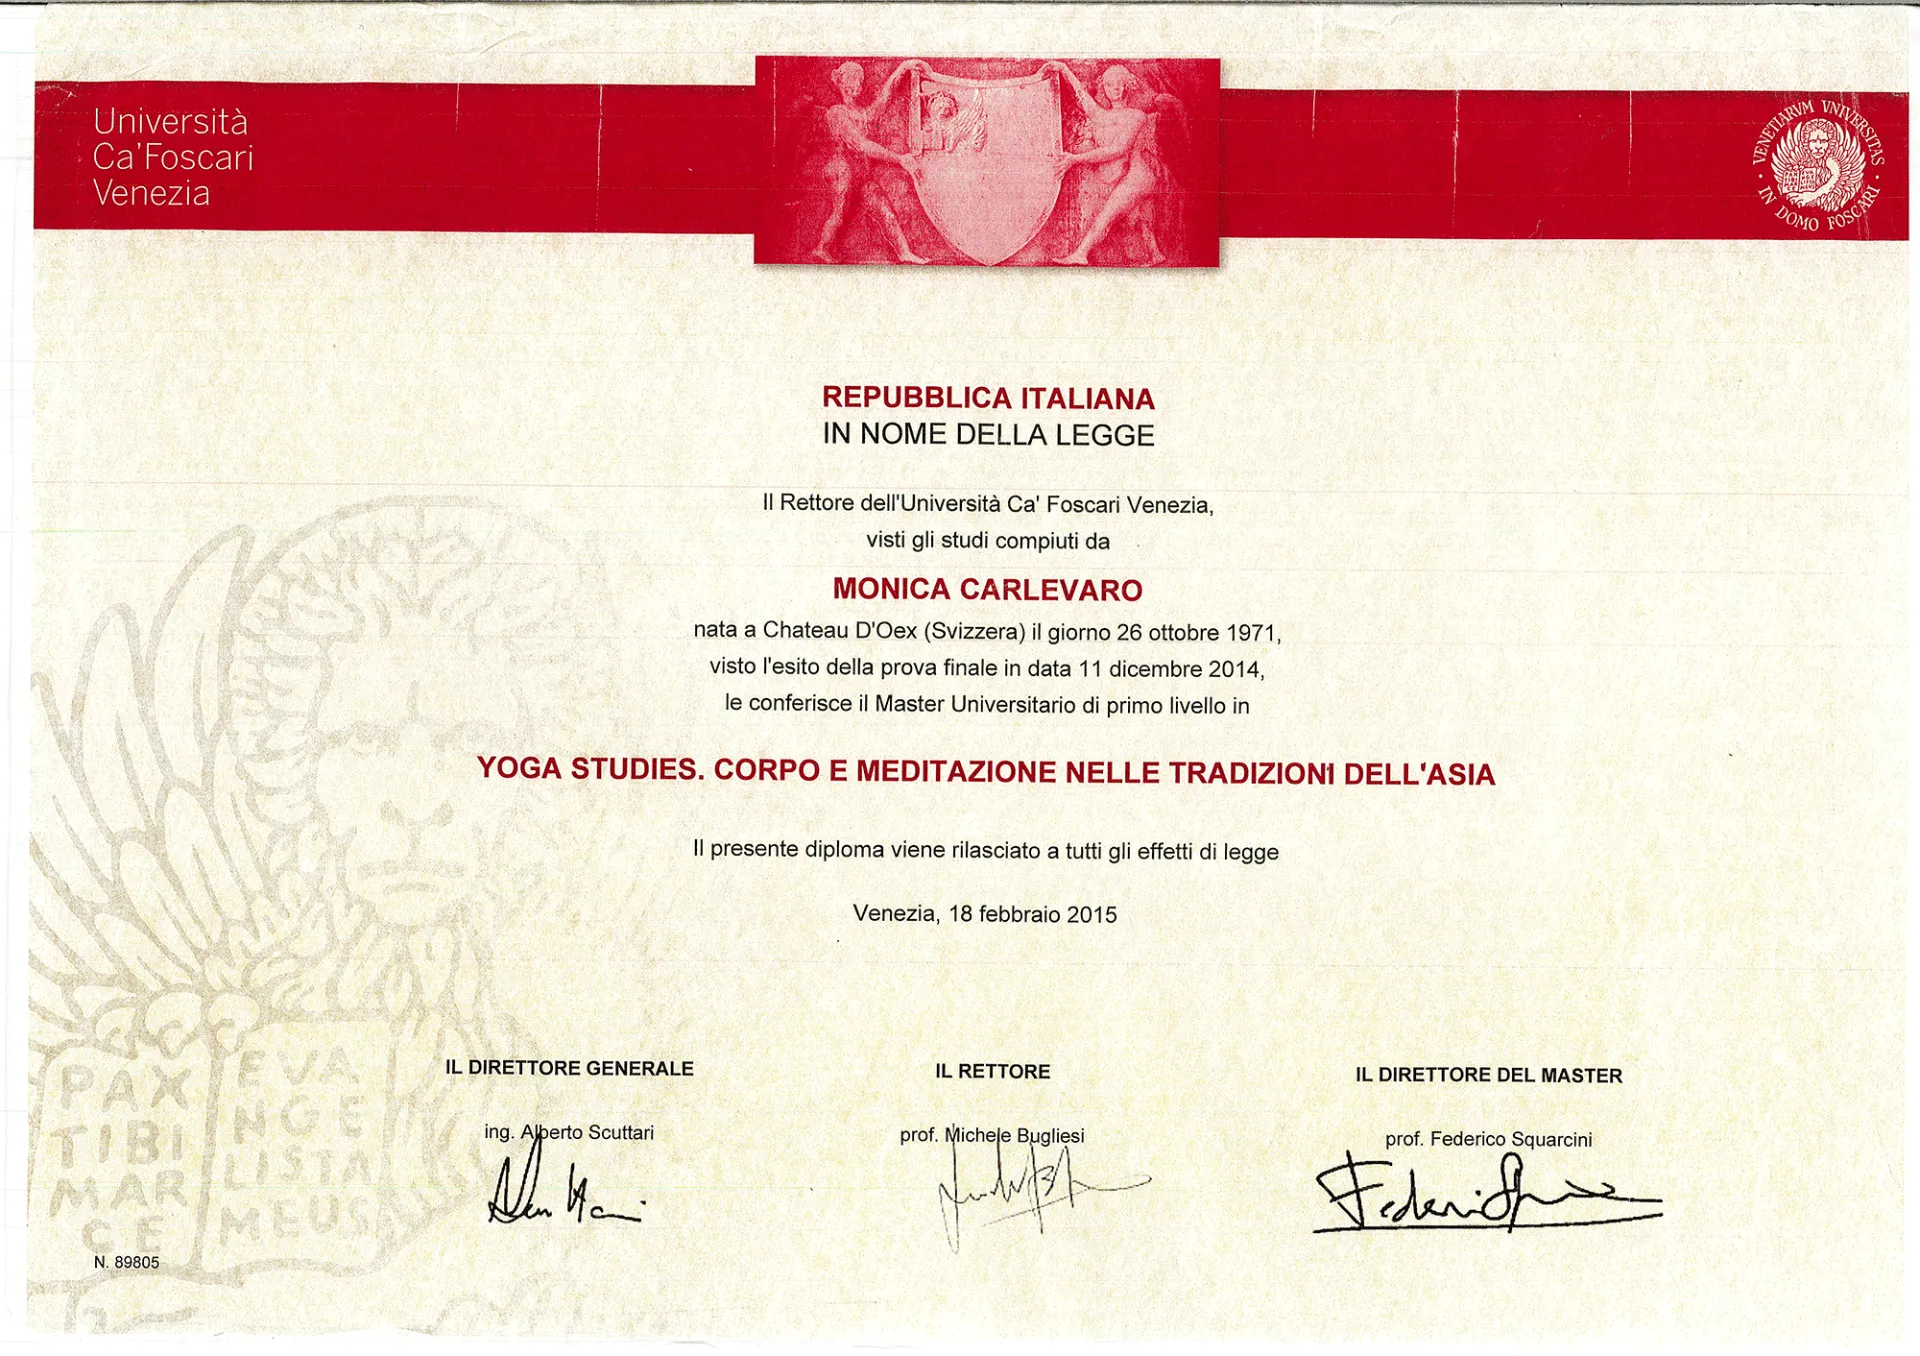 Università
Ca'Foscari
Venezia
VENETIARVM VNIVERSITAS
IN DOMO FOSCARI
REPUBBLICA ITALIANA
IN NOME DELLA LEGGE
Il Rettore dell'Università Ca' Foscari Venezia,
visti gli studi compiuti da
MONICA CARLEVARO
nata a Chateau D'Oex (Svizzera) il giorno 26 ottobre 1971,
visto l'esito della prova finale in data 11 dicembre 2014,
le conferisce il Master Universitario di primo livello in
YOGA STUDIES. CORPO E MEDITAZIONE NELLE TRADIZIONI DELL'ASIA
Il presente diploma viene rilasciato a tutti gli effetti di legge
Venezia, 18 febbraio 2015
IL DIRETTORE GENERALE
ing. Alberto Scuttari
IL RETTORE
prof. Michele Bugliesi
IL DIRETTORE DEL MASTER
prof. Federico Squarcini
PAX
TIBI
MAR
CE
EVA
NGE
LISTA
MEUS
N. 89805